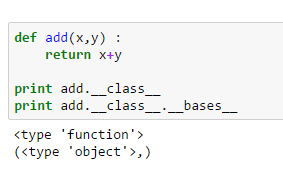 def add(x,y) :
    return x+y
print add.__class__
print add.__class__.__bases__
<type 'function'>
(<type 'object'>,)